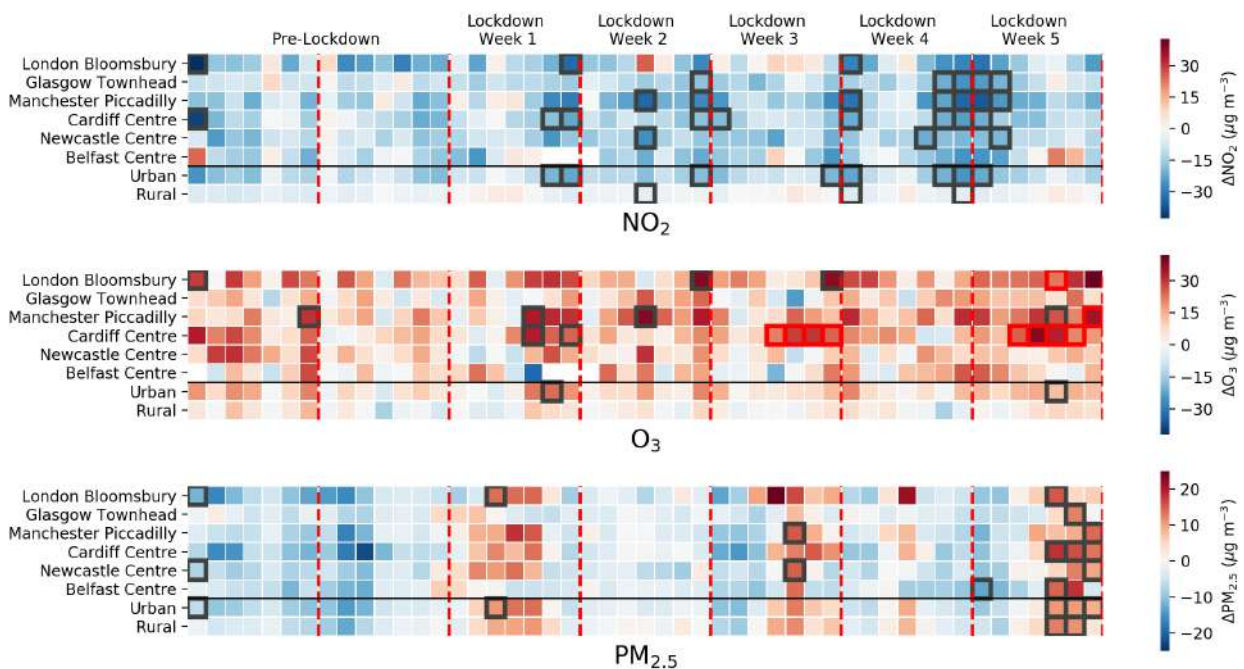 Pre-Lockdown
Lockdown Week 1
Lockdown Week 2
Lockdown Week 3
Lockdown Week 4
Lockdown Week 5
London Bloomsbury
Glasgow Townhead
Manchester Piccadilly
Cardiff Centre
Newcastle Centre
Belfast Centre
Urban
Rural
NO₂
30
15
0
−15
−30
ΔNO₂ (μg m⁻³)
London Bloomsbury
Glasgow Townhead
Manchester Piccadilly
Cardiff Centre
Newcastle Centre
Belfast Centre
Urban
Rural
O₃
30
15
0
−15
−30
ΔO₃ (μg m⁻³)
London Bloomsbury
Glasgow Townhead
Manchester Piccadilly
Cardiff Centre
Newcastle Centre
Belfast Centre
Urban
Rural
PM₂.₅
20
10
0
−10
−20
ΔPM₂.₅ (μg m⁻³)